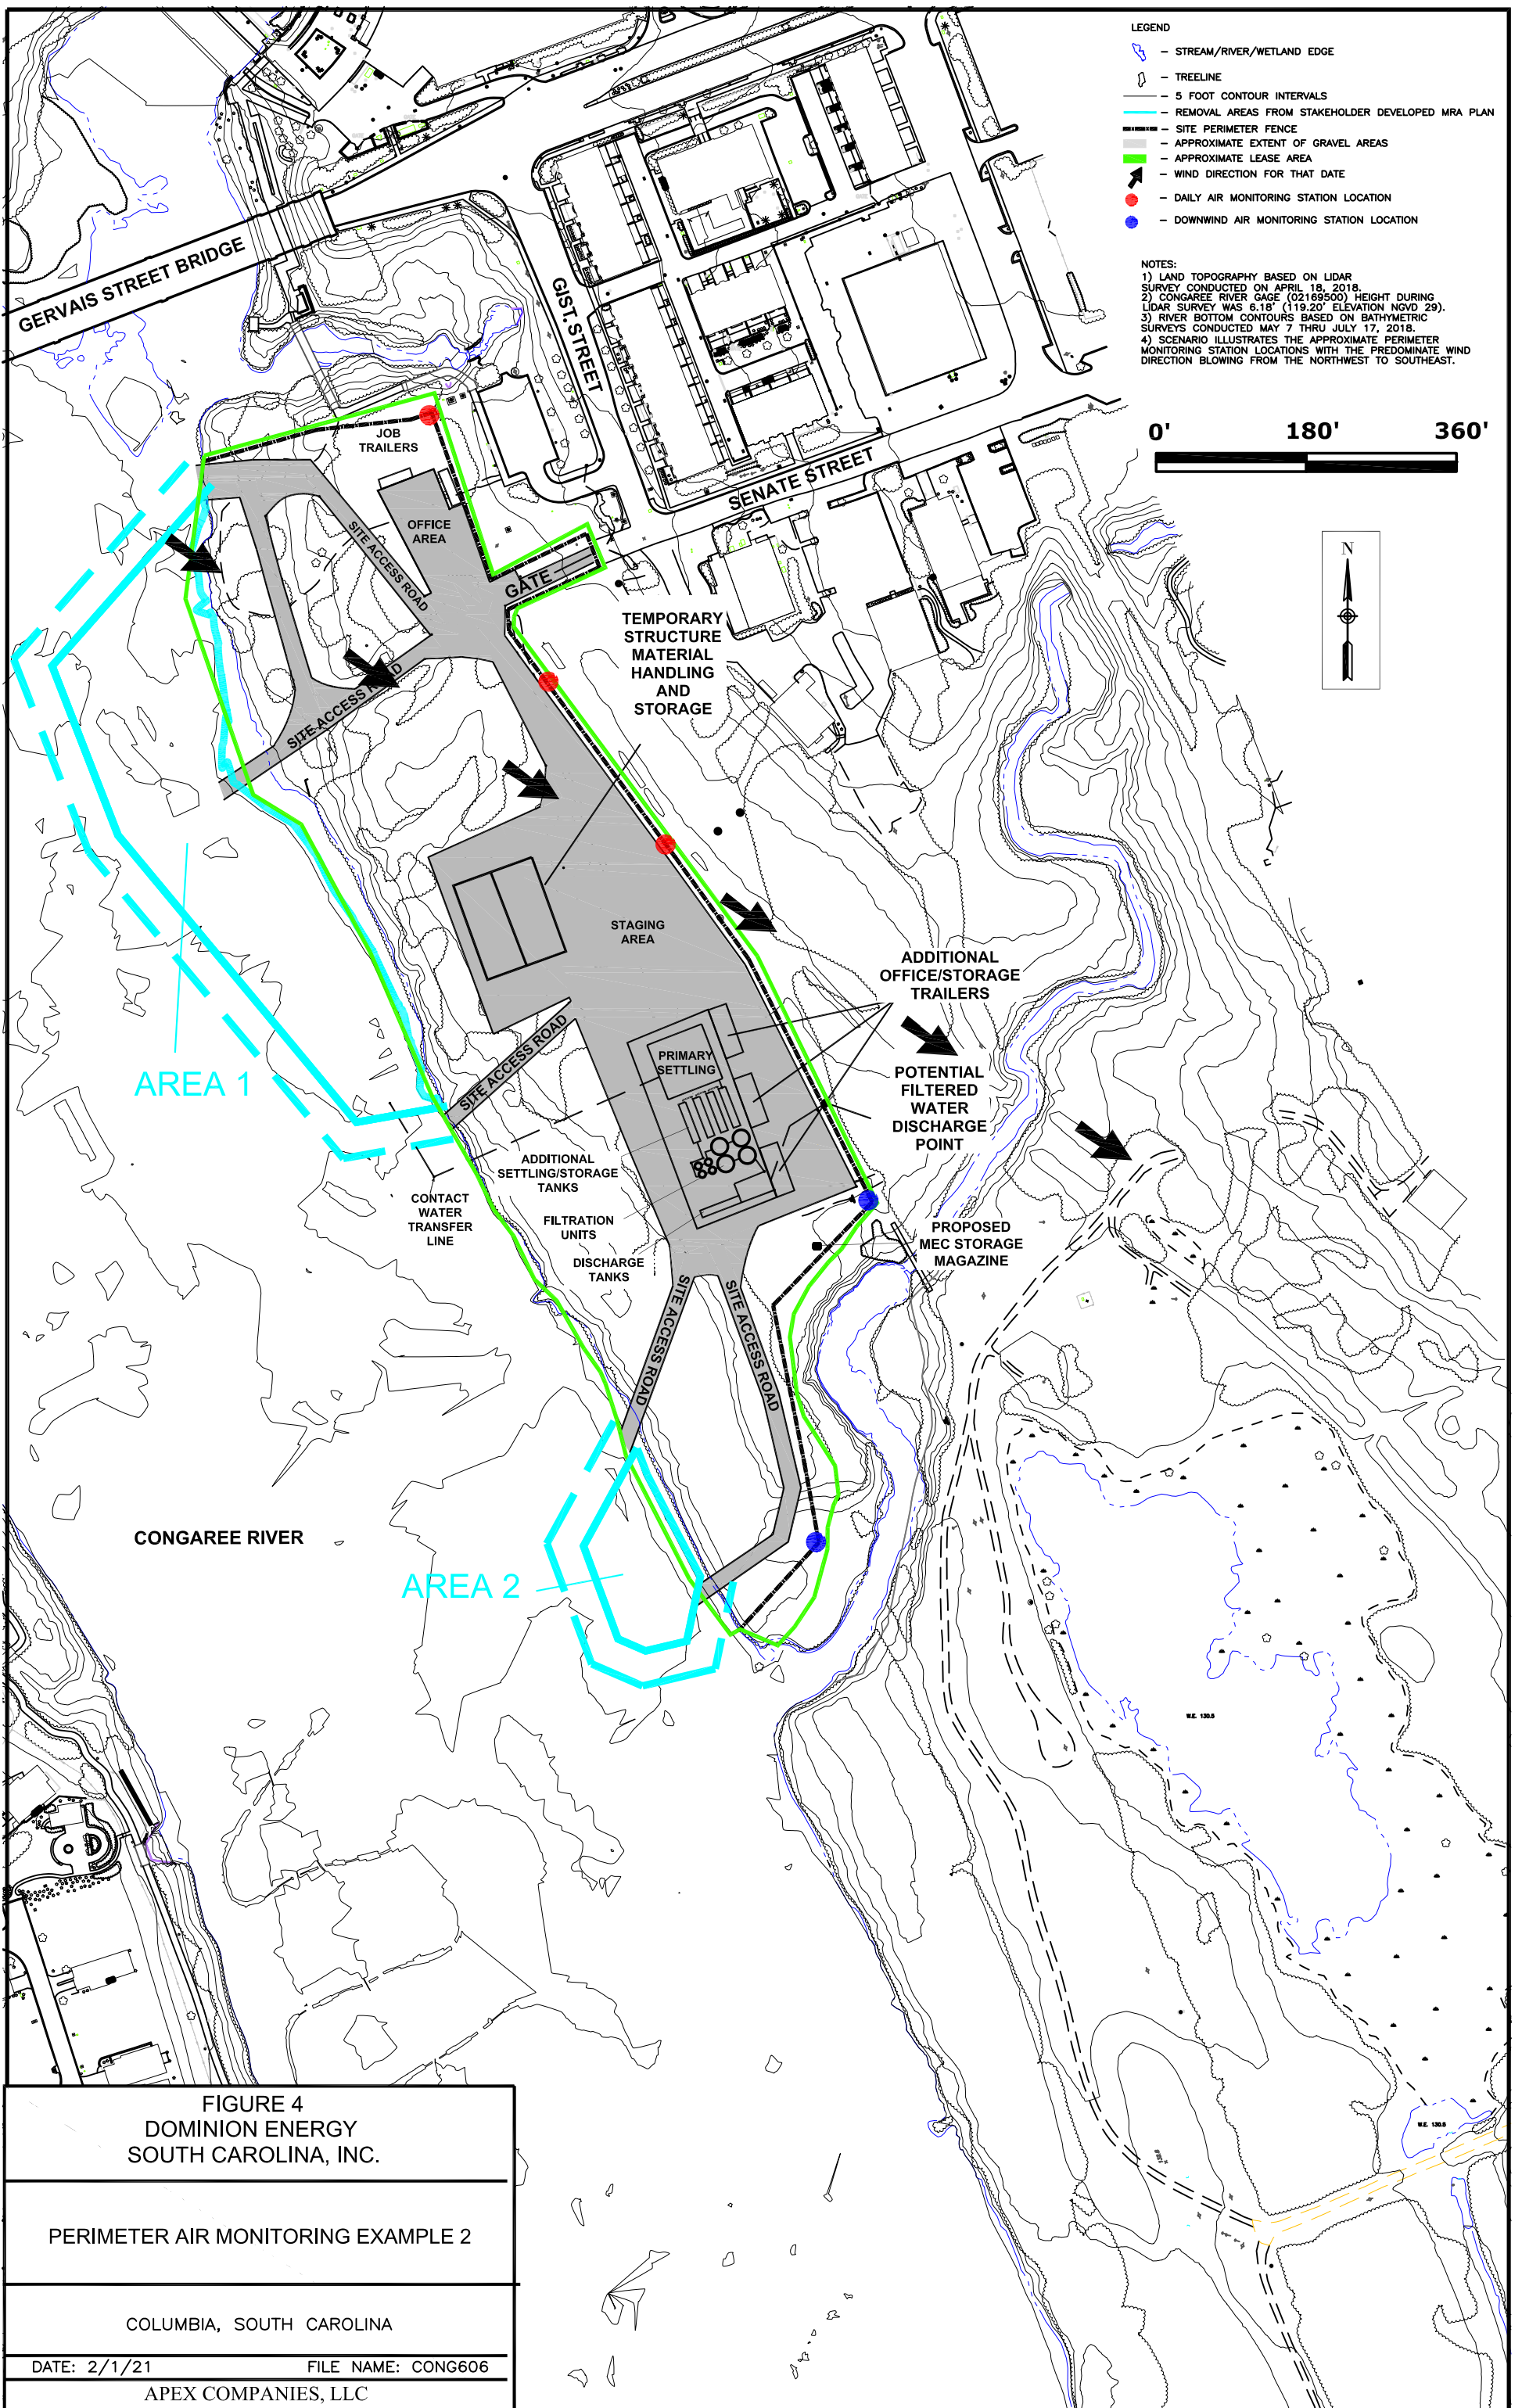 LEGEND
– STREAM/RIVER/WETLAND EDGE
– TREELINE
– 5 FOOT CONTOUR INTERVALS
– REMOVAL AREAS FROM STAKEHOLDER DEVELOPED MRA PLAN
– SITE PERIMETER FENCE
– APPROXIMATE EXTENT OF GRAVEL AREAS
– APPROXIMATE LEASE AREA
– WIND DIRECTION FOR THAT DATE
– DAILY AIR MONITORING STATION LOCATION
– DOWNWIND AIR MONITORING STATION LOCATION
NOTES:
1) LAND TOPOGRAPHY BASED ON LIDAR
SURVEY CONDUCTED ON APRIL 18, 2018.
2) CONGAREE RIVER GAGE (02169500) HEIGHT DURING
LIDAR SURVEY WAS 6.18' (119.20' ELEVATION NGVD 29).
3) RIVER BOTTOM CONTOURS BASED ON BATHYMETRIC
SURVEYS CONDUCTED MAY 7 THRU JULY 17, 2018.
4) SCENARIO ILLUSTRATES THE APPROXIMATE PERIMETER
MONITORING STATION LOCATIONS WITH THE PREDOMINATE WIND
DIRECTION BLOWING FROM THE NORTHWEST TO SOUTHEAST.
0' 180' 360'
N
GERVAIS STREET BRIDGE
GIST. STREET
SENATE STREET
JOB
TRAILERS
OFFICE
AREA
SITE ACCESS ROAD
GATE
SITE ACCESS ROAD
TEMPORARY
STRUCTURE
MATERIAL
HANDLING
AND
STORAGE
STAGING
AREA
ADDITIONAL
OFFICE/STORAGE
TRAILERS
PRIMARY
SETTLING
SITE ACCESS ROAD
POTENTIAL
FILTERED
WATER
DISCHARGE
POINT
AREA 1
ADDITIONAL
SETTLING/STORAGE
TANKS
CONTACT
WATER
TRANSFER
LINE
FILTRATION
UNITS
DISCHARGE
TANKS
PROPOSED
MEC STORAGE
MAGAZINE
SITE ACCESS ROAD
SITE ACCESS ROAD
CONGAREE RIVER
AREA 2
W.E. 130.5
W.E. 130.5
FIGURE 4
DOMINION ENERGY
SOUTH CAROLINA, INC.
PERIMETER AIR MONITORING EXAMPLE 2
COLUMBIA, SOUTH CAROLINA
DATE: 2/1/21 FILE NAME: CONG606
APEX COMPANIES, LLC